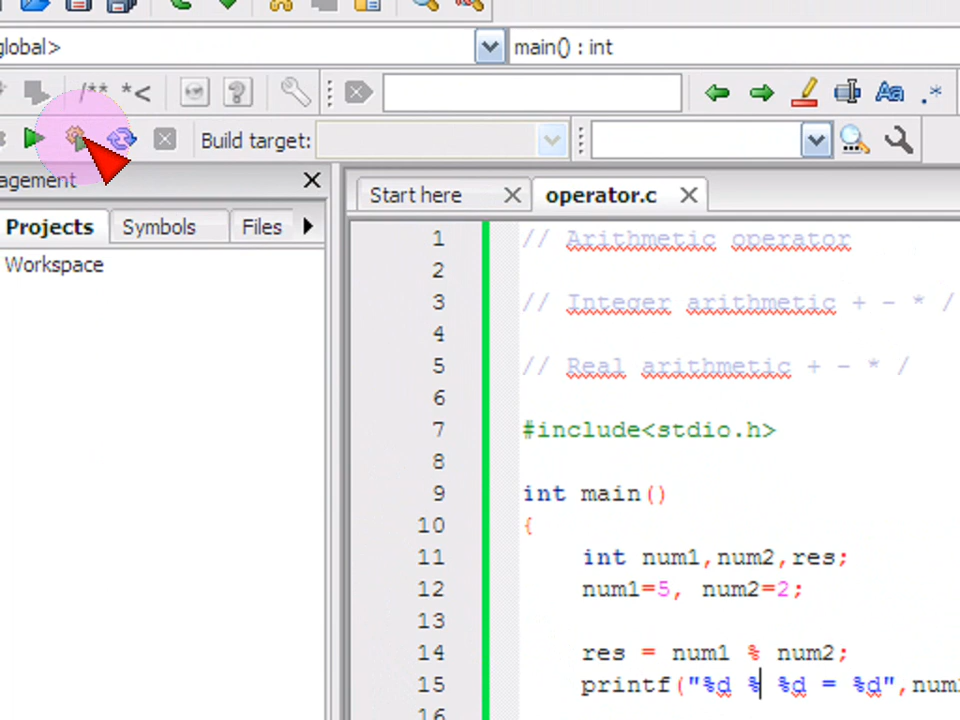 global>
main() : int
/** *<
Aa .*
Build target:
agement
Projects Symbols Files
Workspace
Start here operator.c
1 // Arithmetic operator
2
3 // Integer arithmetic + - * /
4
5 // Real arithmetic + - * /
6
7 #include<stdio.h>
8
9 int main()
10 {
11 int num1,num2,res;
12 num1=5, num2=2;
13
14 res = num1 % num2;
15 printf("%d % %d = %d",num
16